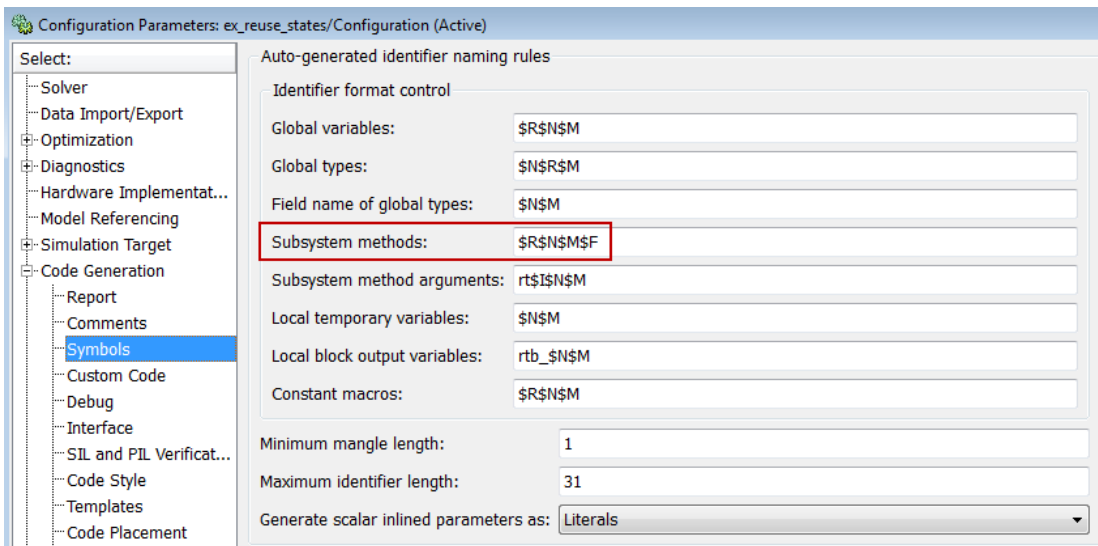 Configuration Parameters: ex_reuse_states/Configuration (Active)
Select:
Solver
Data Import/Export
Optimization
Diagnostics
Hardware Implementat...
Model Referencing
Simulation Target
Code Generation
Report
Comments
Symbols
Custom Code
Debug
Interface
SIL and PIL Verificat...
Code Style
Templates
Code Placement
Auto-generated identifier naming rules
Identifier format control
Global variables: $R$N$M
Global types: $N$R$M
Field name of global types: $N$M
Subsystem methods: $R$N$M$F
Subsystem method arguments: rt$I$N$M
Local temporary variables: $N$M
Local block output variables: rtb_$N$M
Constant macros: $R$N$M
Minimum mangle length: 1
Maximum identifier length: 31
Generate scalar inlined parameters as: Literals